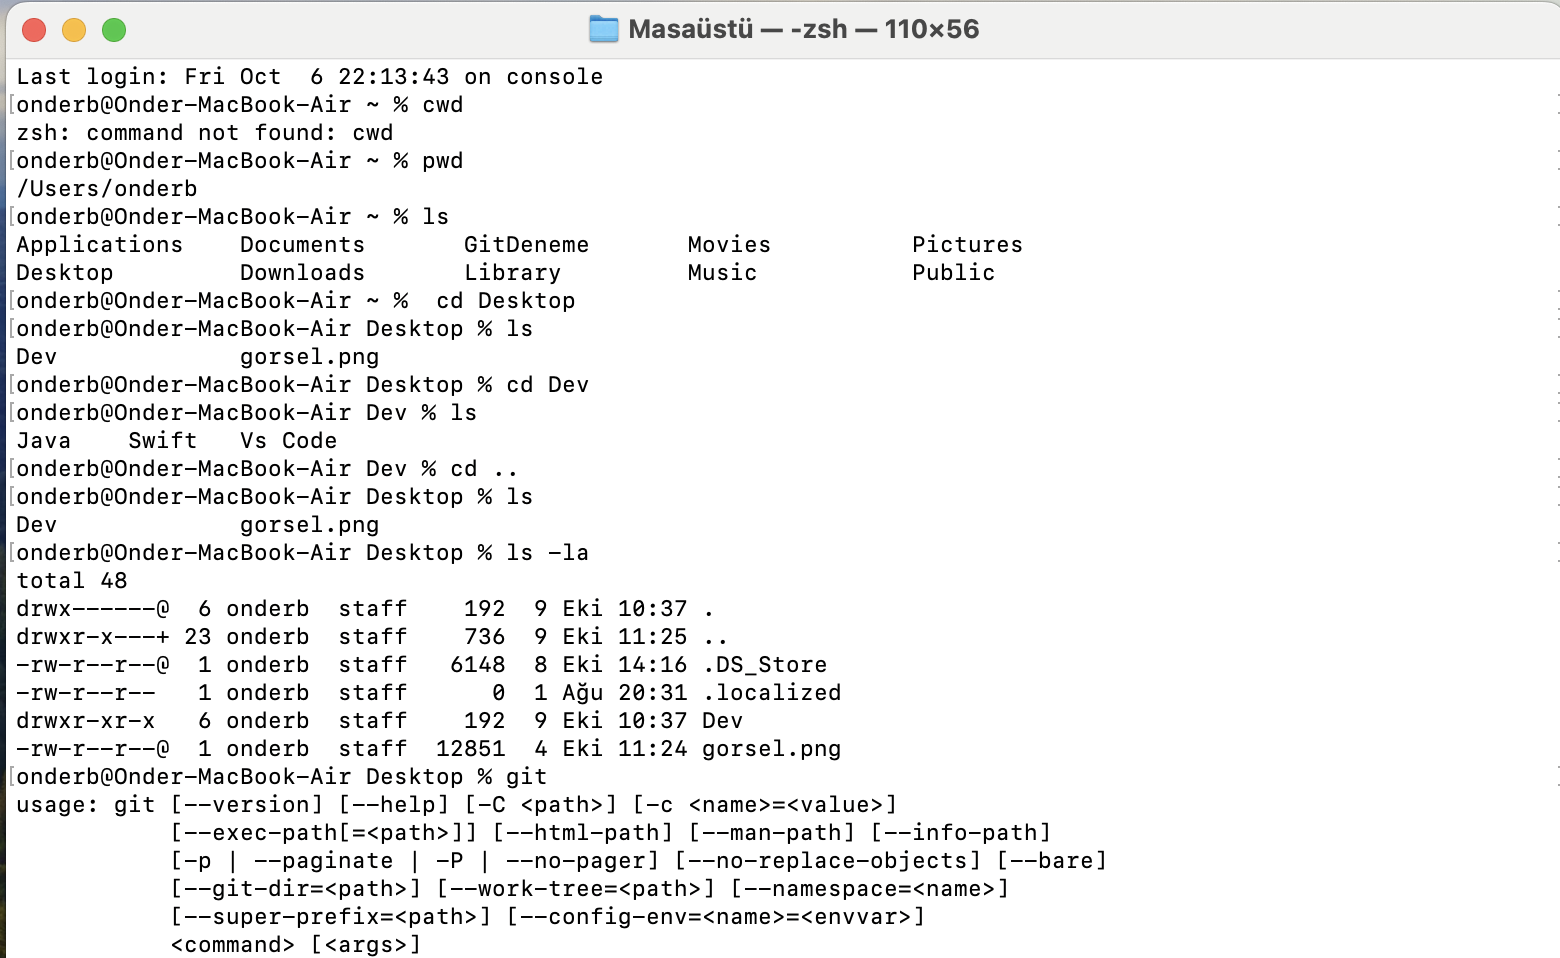 Masaüstü — -zsh — 110×56
Last login: Fri Oct  6 22:13:43 on console
[onderb@Onder-MacBook-Air ~ % cwd
zsh: command not found: cwd
[onderb@Onder-MacBook-Air ~ % pwd
/Users/onderb
[onderb@Onder-MacBook-Air ~ % ls
Applications    Documents       GitDeneme       Movies          Pictures
Desktop         Downloads       Library         Music           Public
[onderb@Onder-MacBook-Air ~ %  cd Desktop
[onderb@Onder-MacBook-Air Desktop % ls
Dev             gorsel.png
[onderb@Onder-MacBook-Air Desktop % cd Dev
[onderb@Onder-MacBook-Air Dev % ls
Java    Swift   Vs Code
[onderb@Onder-MacBook-Air Dev % cd ..
[onderb@Onder-MacBook-Air Desktop % ls
Dev             gorsel.png
[onderb@Onder-MacBook-Air Desktop % ls -la
total 48
drwx------@  6 onderb  staff    192  9 Eki 10:37 .
drwxr-x---+ 23 onderb  staff    736  9 Eki 11:25 ..
-rw-r--r--@  1 onderb  staff   6148  8 Eki 14:16 .DS_Store
-rw-r--r--   1 onderb  staff      0  1 Ağu 20:31 .localized
drwxr-xr-x   6 onderb  staff    192  9 Eki 10:37 Dev
-rw-r--r--@  1 onderb  staff  12851  4 Eki 11:24 gorsel.png
[onderb@Onder-MacBook-Air Desktop % git
usage: git [--version] [--help] [-C <path>] [-c <name>=<value>]
           [--exec-path[=<path>]] [--html-path] [--man-path] [--info-path]
           [-p | --paginate | -P | --no-pager] [--no-replace-objects] [--bare]
           [--git-dir=<path>] [--work-tree=<path>] [--namespace=<name>]
           [--super-prefix=<path>] [--config-env=<name>=<envvar>]
           <command> [<args>]